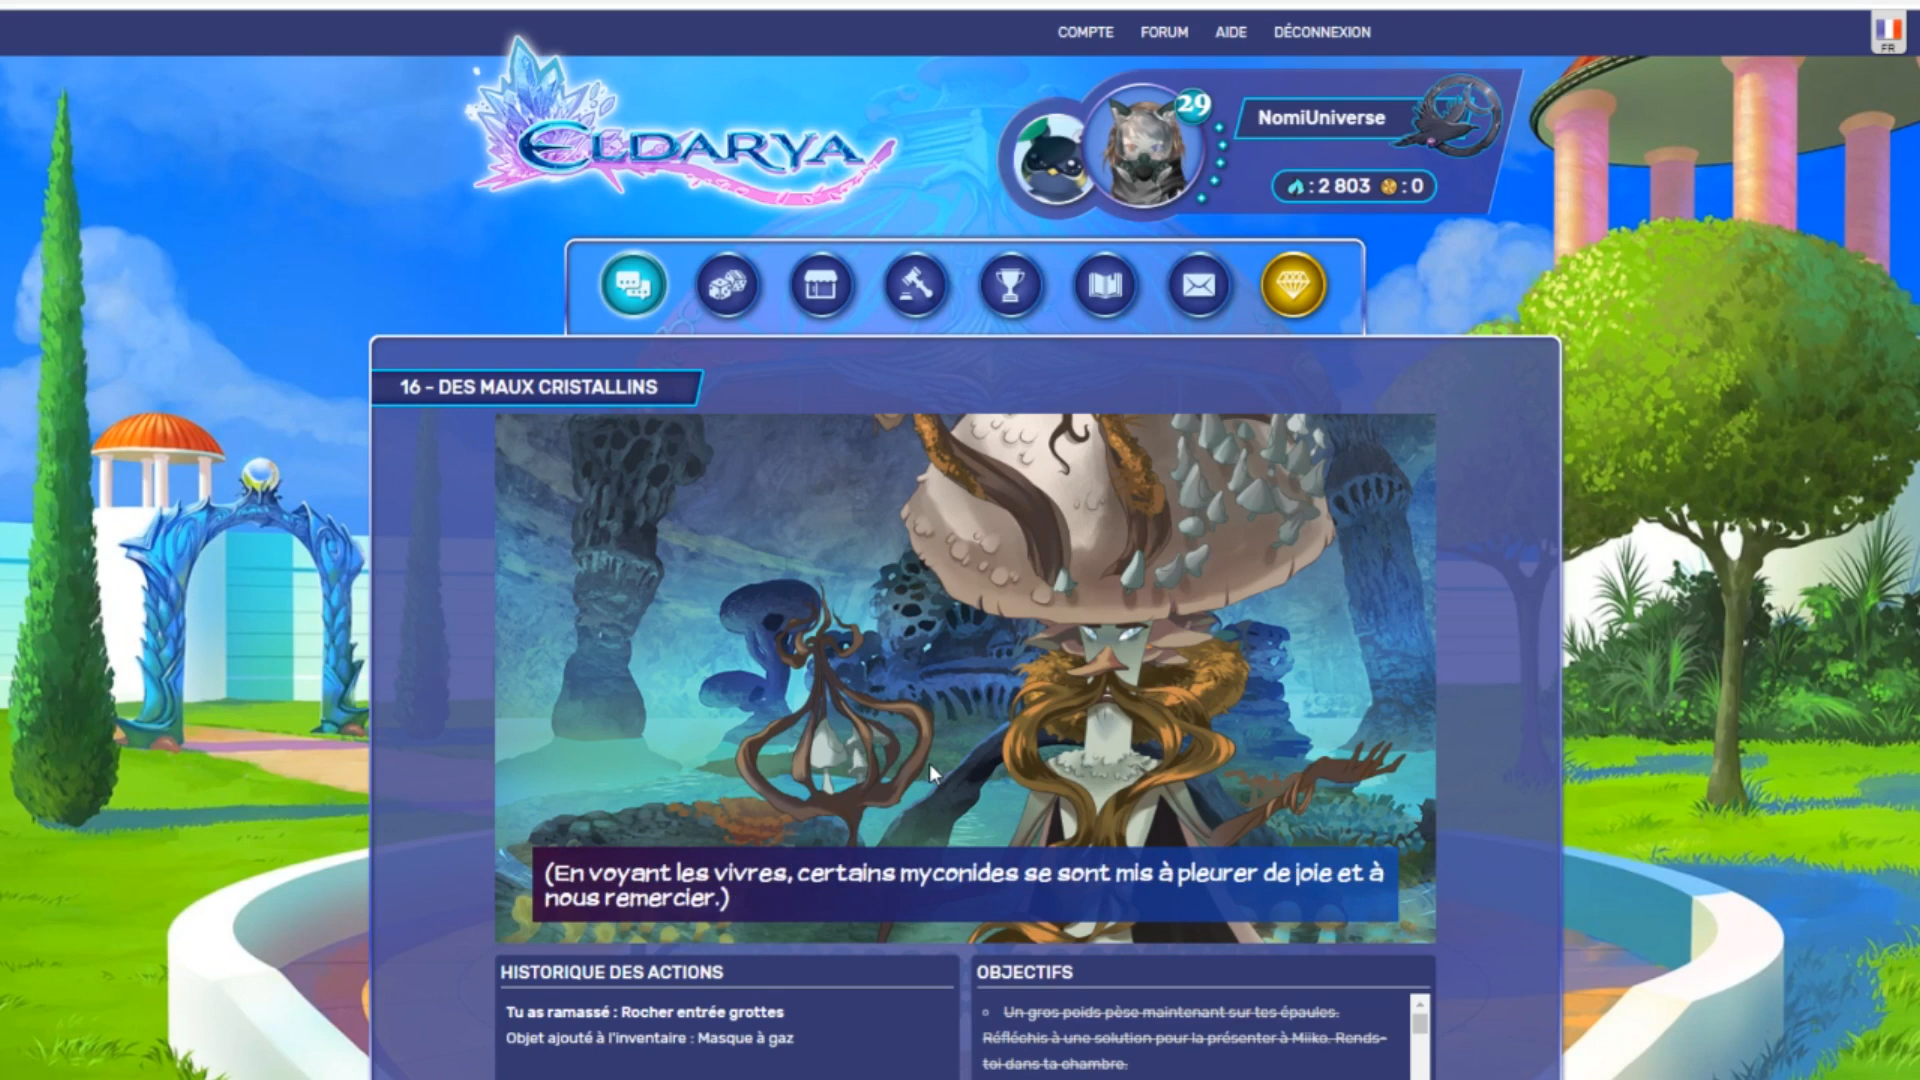 COMPTE FORUM AIDE DÉCONNEXION
FR
ELDARYA
29
NomiUniverse
: 2 803 : 0
16 - DES MAUX CRISTALLINS
(En voyant les vivres, certains myconides se sont mis à pleurer de joie et à
nous remercier.)
HISTORIQUE DES ACTIONS
Tu as ramassé : Rocher entrée grottes
Objet ajouté à l'inventaire : Masque à gaz
OBJECTIFS
Un gros poids pèse maintenant sur tes épaules.
Réfléchis à une solution pour la présenter à Miiko. Rends-
toi dans ta chambre.